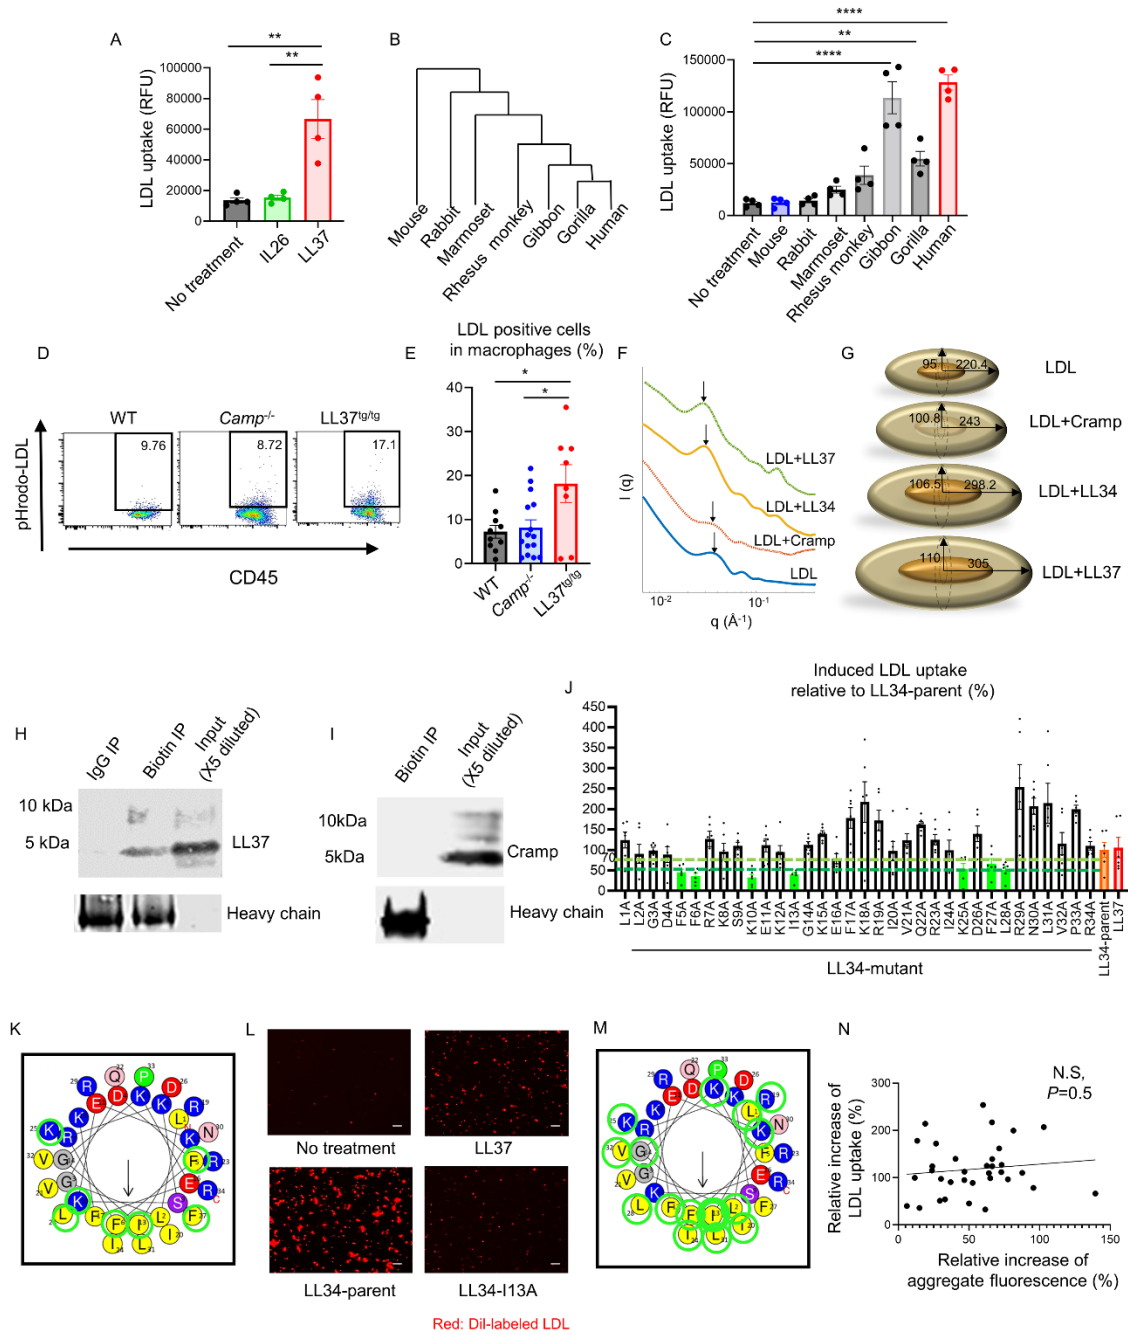 A
LDL uptake (RFU)
100000
80000
60000
40000
20000
0
**
**
No treatment
IL26
LL37
B
Mouse
Rabbit
Marmoset
Rhesus monkey
Gibbon
Gorilla
Human
C
LDL uptake (RFU)
150000
100000
50000
0
****
**
****
No treatment
Mouse
Rabbit
Marmoset
Rhesus monkey
Gibbon
Gorilla
Human
D
pHrodo-LDL
WT
Camp-/-
LL37tg/tg
9.76
8.72
17.1
CD45
E
LDL positive cells
in macrophages (%)
40
30
20
10
0
*
*
WT
Camp-/-
LL37tg/tg
F
I (q)
LDL+LL37
LDL+LL34
LDL+Cramp
LDL
10-2
10-1
q (Å-1)
G
95
220.4
LDL
100.8
243
LDL+Cramp
106.5
298.2
LDL+LL34
110
305
LDL+LL37
H
IgG IP
Biotin IP
Input
(X5 diluted)
10 kDa
5 kDa
LL37
Heavy chain
I
Biotin IP
Input
(X5 diluted)
10kDa
5kDa
Cramp
Heavy chain
J
Induced LDL uptake
relative to LL34-parent (%)
450
400
350
300
250
200
150
100
70
50
0
L1A
L2A
G3A
D4A
F5A
F6A
R7A
K8A
S9A
K10A
E11A
K12A
I13A
G14A
K15A
E16A
F17A
K18A
R19A
I20A
V21A
Q22A
R23A
I24A
K25A
D26A
F27A
L28A
R29A
N30A
L31A
V32A
P33A
R34A
LL34-parent
LL37
LL34-mutant
K
L
No treatment
LL37
LL34-parent
LL34-I13A
Red: DiI-labeled LDL
M
N
N.S,
P=0.5
Relative increase of
LDL uptake (%)
300
200
100
0
0
50
100
150
Relative increase of
aggregate fluorescence (%)